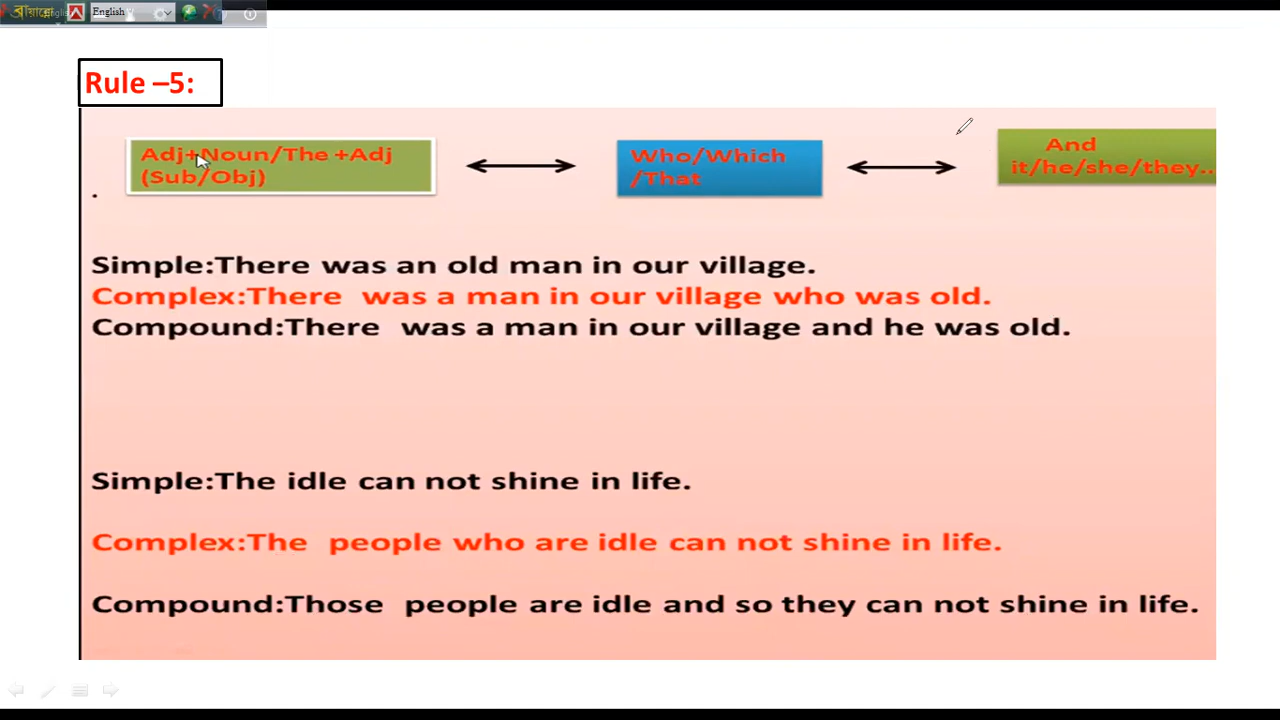 English
Rule –5:
Adj+Noun/The +Adj
(Sub/Obj)
Who/Which
/That
And
it/he/she/they..
.
Simple:There was an old man in our village.
Complex:There was a man in our village who was old.
Compound:There was a man in our village and he was old.
Simple:The idle can not shine in life.
Complex:The people who are idle can not shine in life.
Compound:Those people are idle and so they can not shine in life.